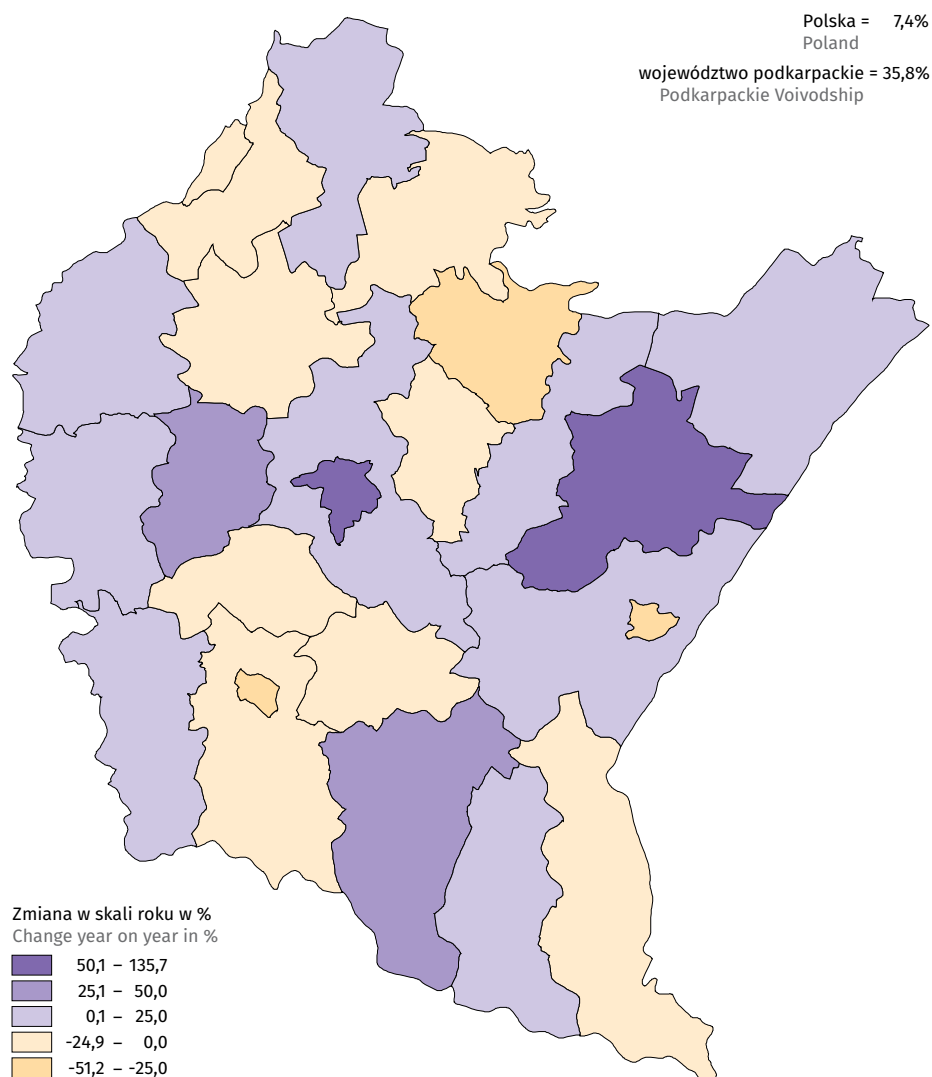 Polska = 7,4%
Poland
województwo podkarpackie = 35,8%
Podkarpackie Voivodship
Zmiana w skali roku w %
Change year on year in %
50,1 – 135,7
25,1 – 50,0
0,1 – 25,0
-24,9 – 0,0
-51,2 – -25,0